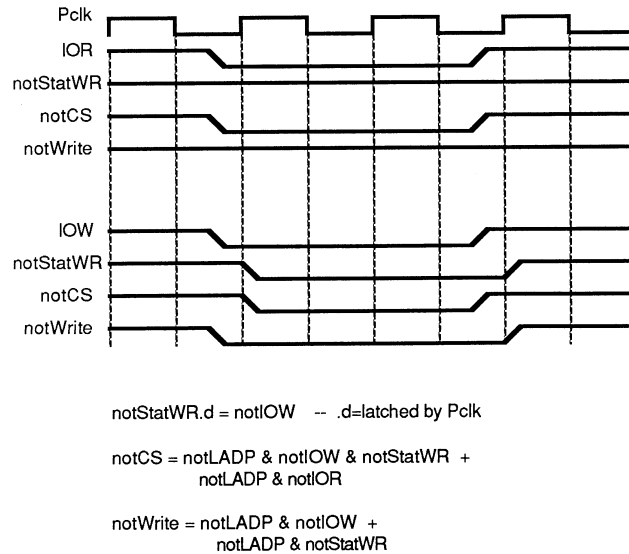 Pclk
IOR
notStatWR
notCS
notWrite
IOW
notStatWR
notCS
notWrite
notStatWR.d = notIOW -- .d=latched by Pclk
notCS = notLADP & notIOW & notStatWR +
notLADP & notIOR
notWrite = notLADP & notIOW +
notLADP & notStatWR